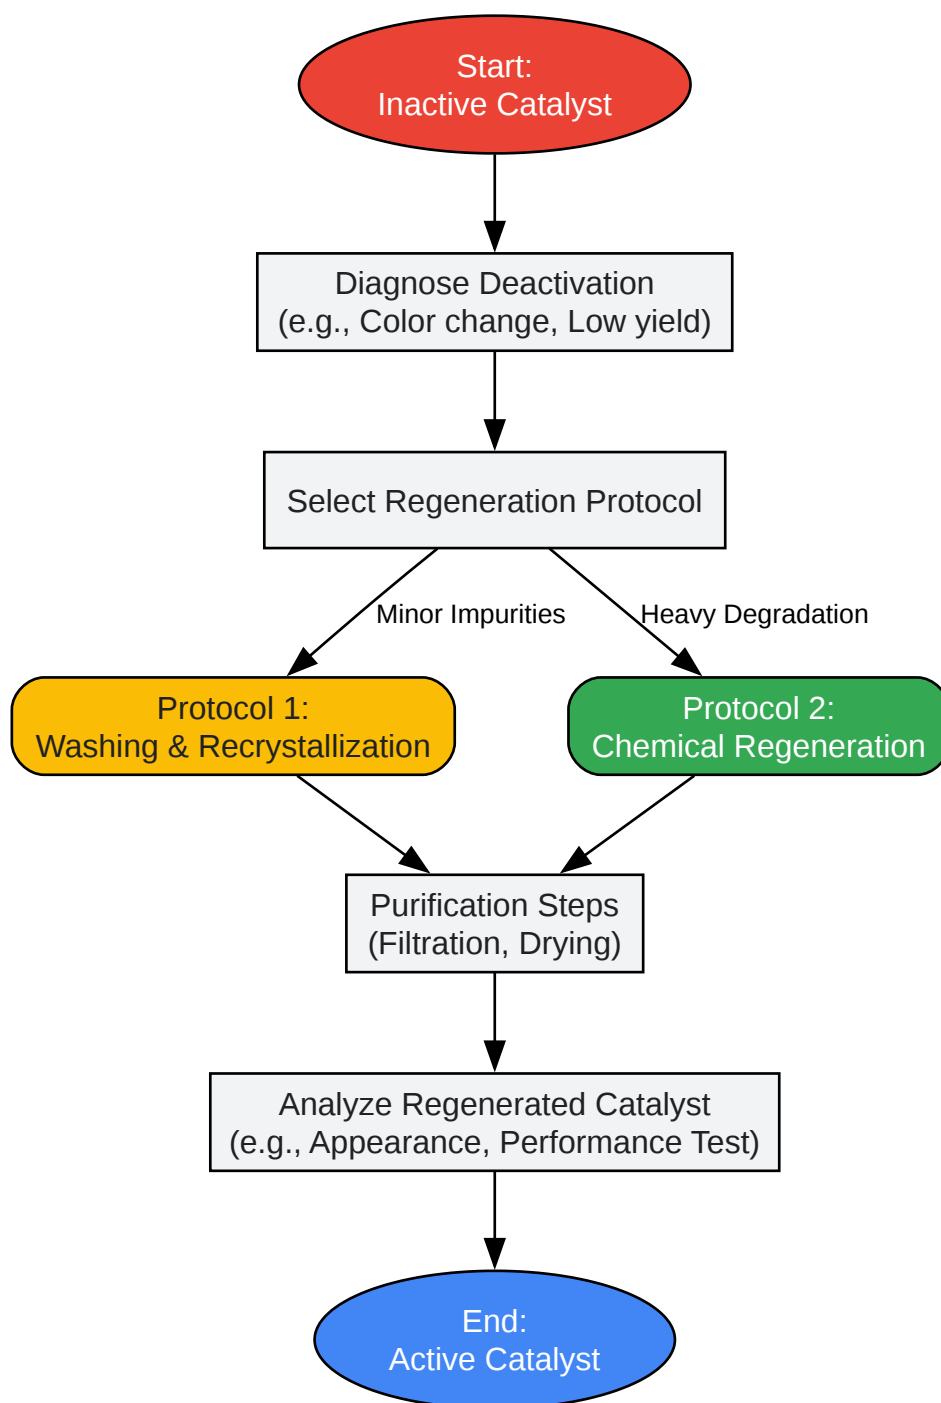 Start:
Inactive Catalyst
Diagnose Deactivation
(e.g., Color change, Low yield)
Select Regeneration Protocol
Minor Impurities
Heavy Degradation
Protocol 1:
Washing & Recrystallization
Protocol 2:
Chemical Regeneration
Purification Steps
(Filtration, Drying)
Analyze Regenerated Catalyst
(e.g., Appearance, Performance Test)
End:
Active Catalyst